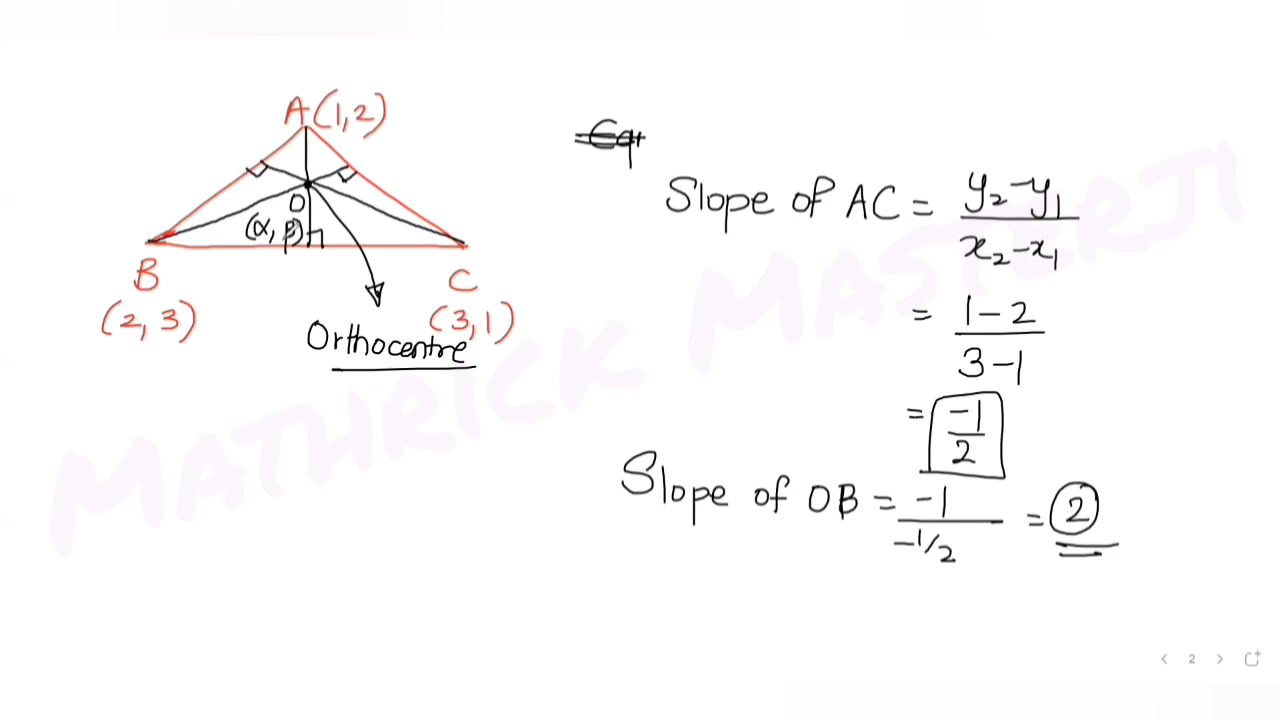 A(1,2)
O
(α, β)
B
C
(2, 3)
(3,1)
Orthocentre
Eq
Slope of AC = y₂-y₁
x₂-x₁
= 1-2
3-1
= -1
2
Slope of OB = -1 = 2
-1/2
MATHRICK MASTERJI
< 2 >